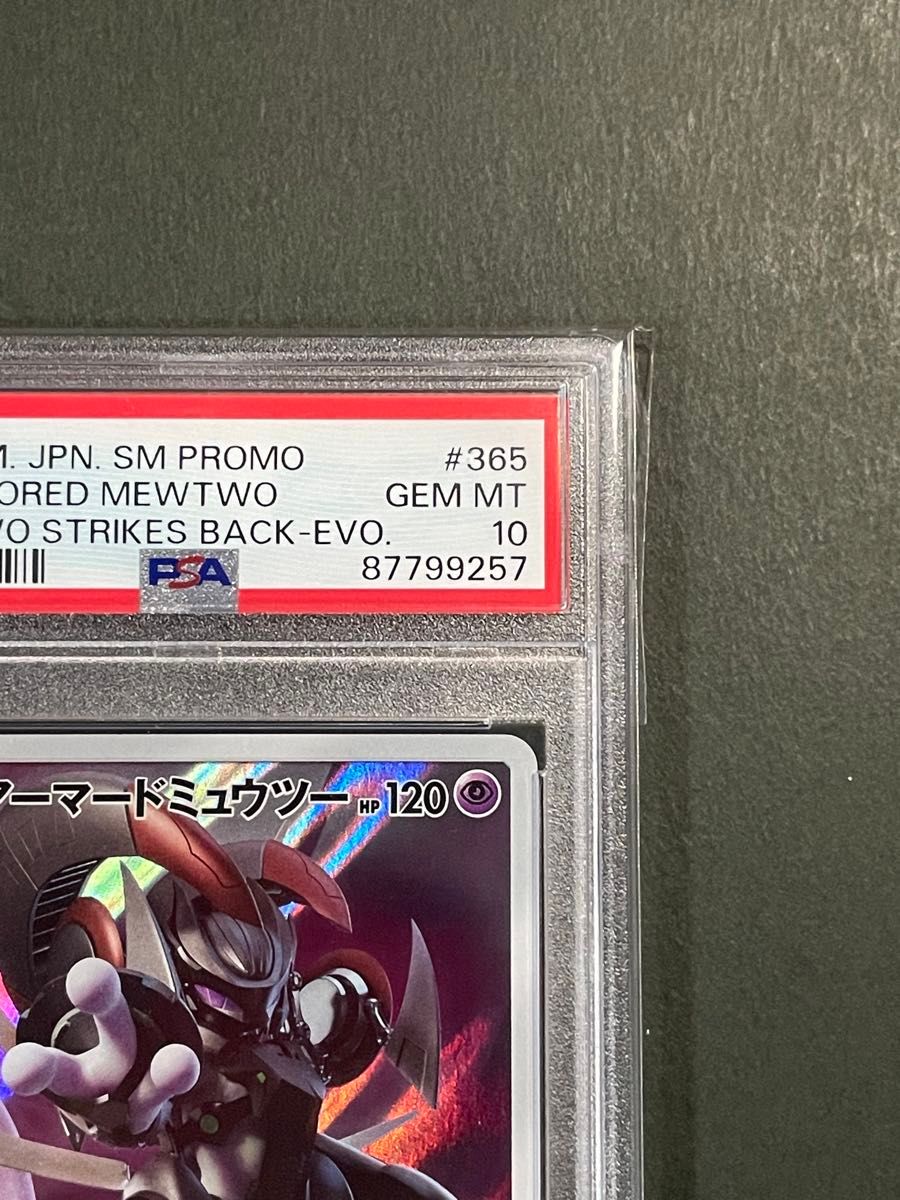 JPN. SM PROMO #365
ORED MEWTWO GEM MT
VO STRIKES BACK-EVO. 10
PSA 87799257
アーマードミュウツー HP 120